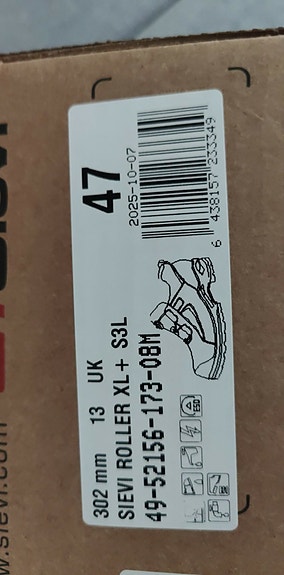 302 mm 13 UK 47
SIEVI ROLLER XL+ S3L 2025-10-07
49-52156-173-08M
6 438157 233349
ESD
w.sievi.com